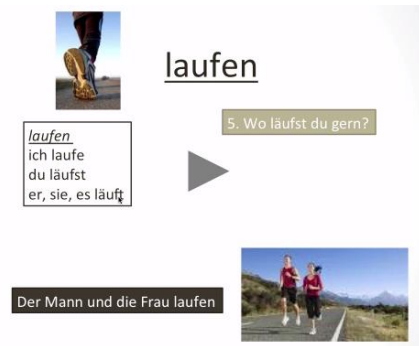 laufen
5. Wo läufst du gern?
laufen
ich laufe
du läufst
er, sie, es läuft
Der Mann und die Frau laufen